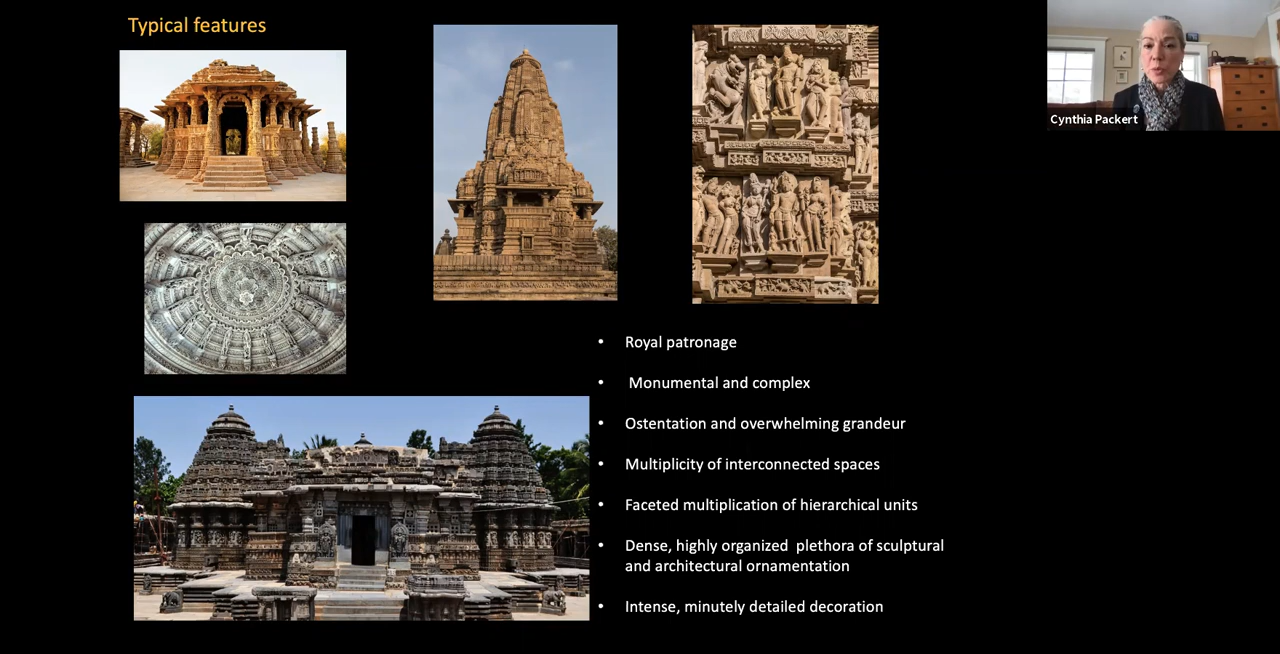 Typical features
Cynthia Packert
• Royal patronage
• Monumental and complex
• Ostentation and overwhelming grandeur
• Multiplicity of interconnected spaces
• Faceted multiplication of hierarchical units
• Dense, highly organized plethora of sculptural
and architectural ornamentation
• Intense, minutely detailed decoration